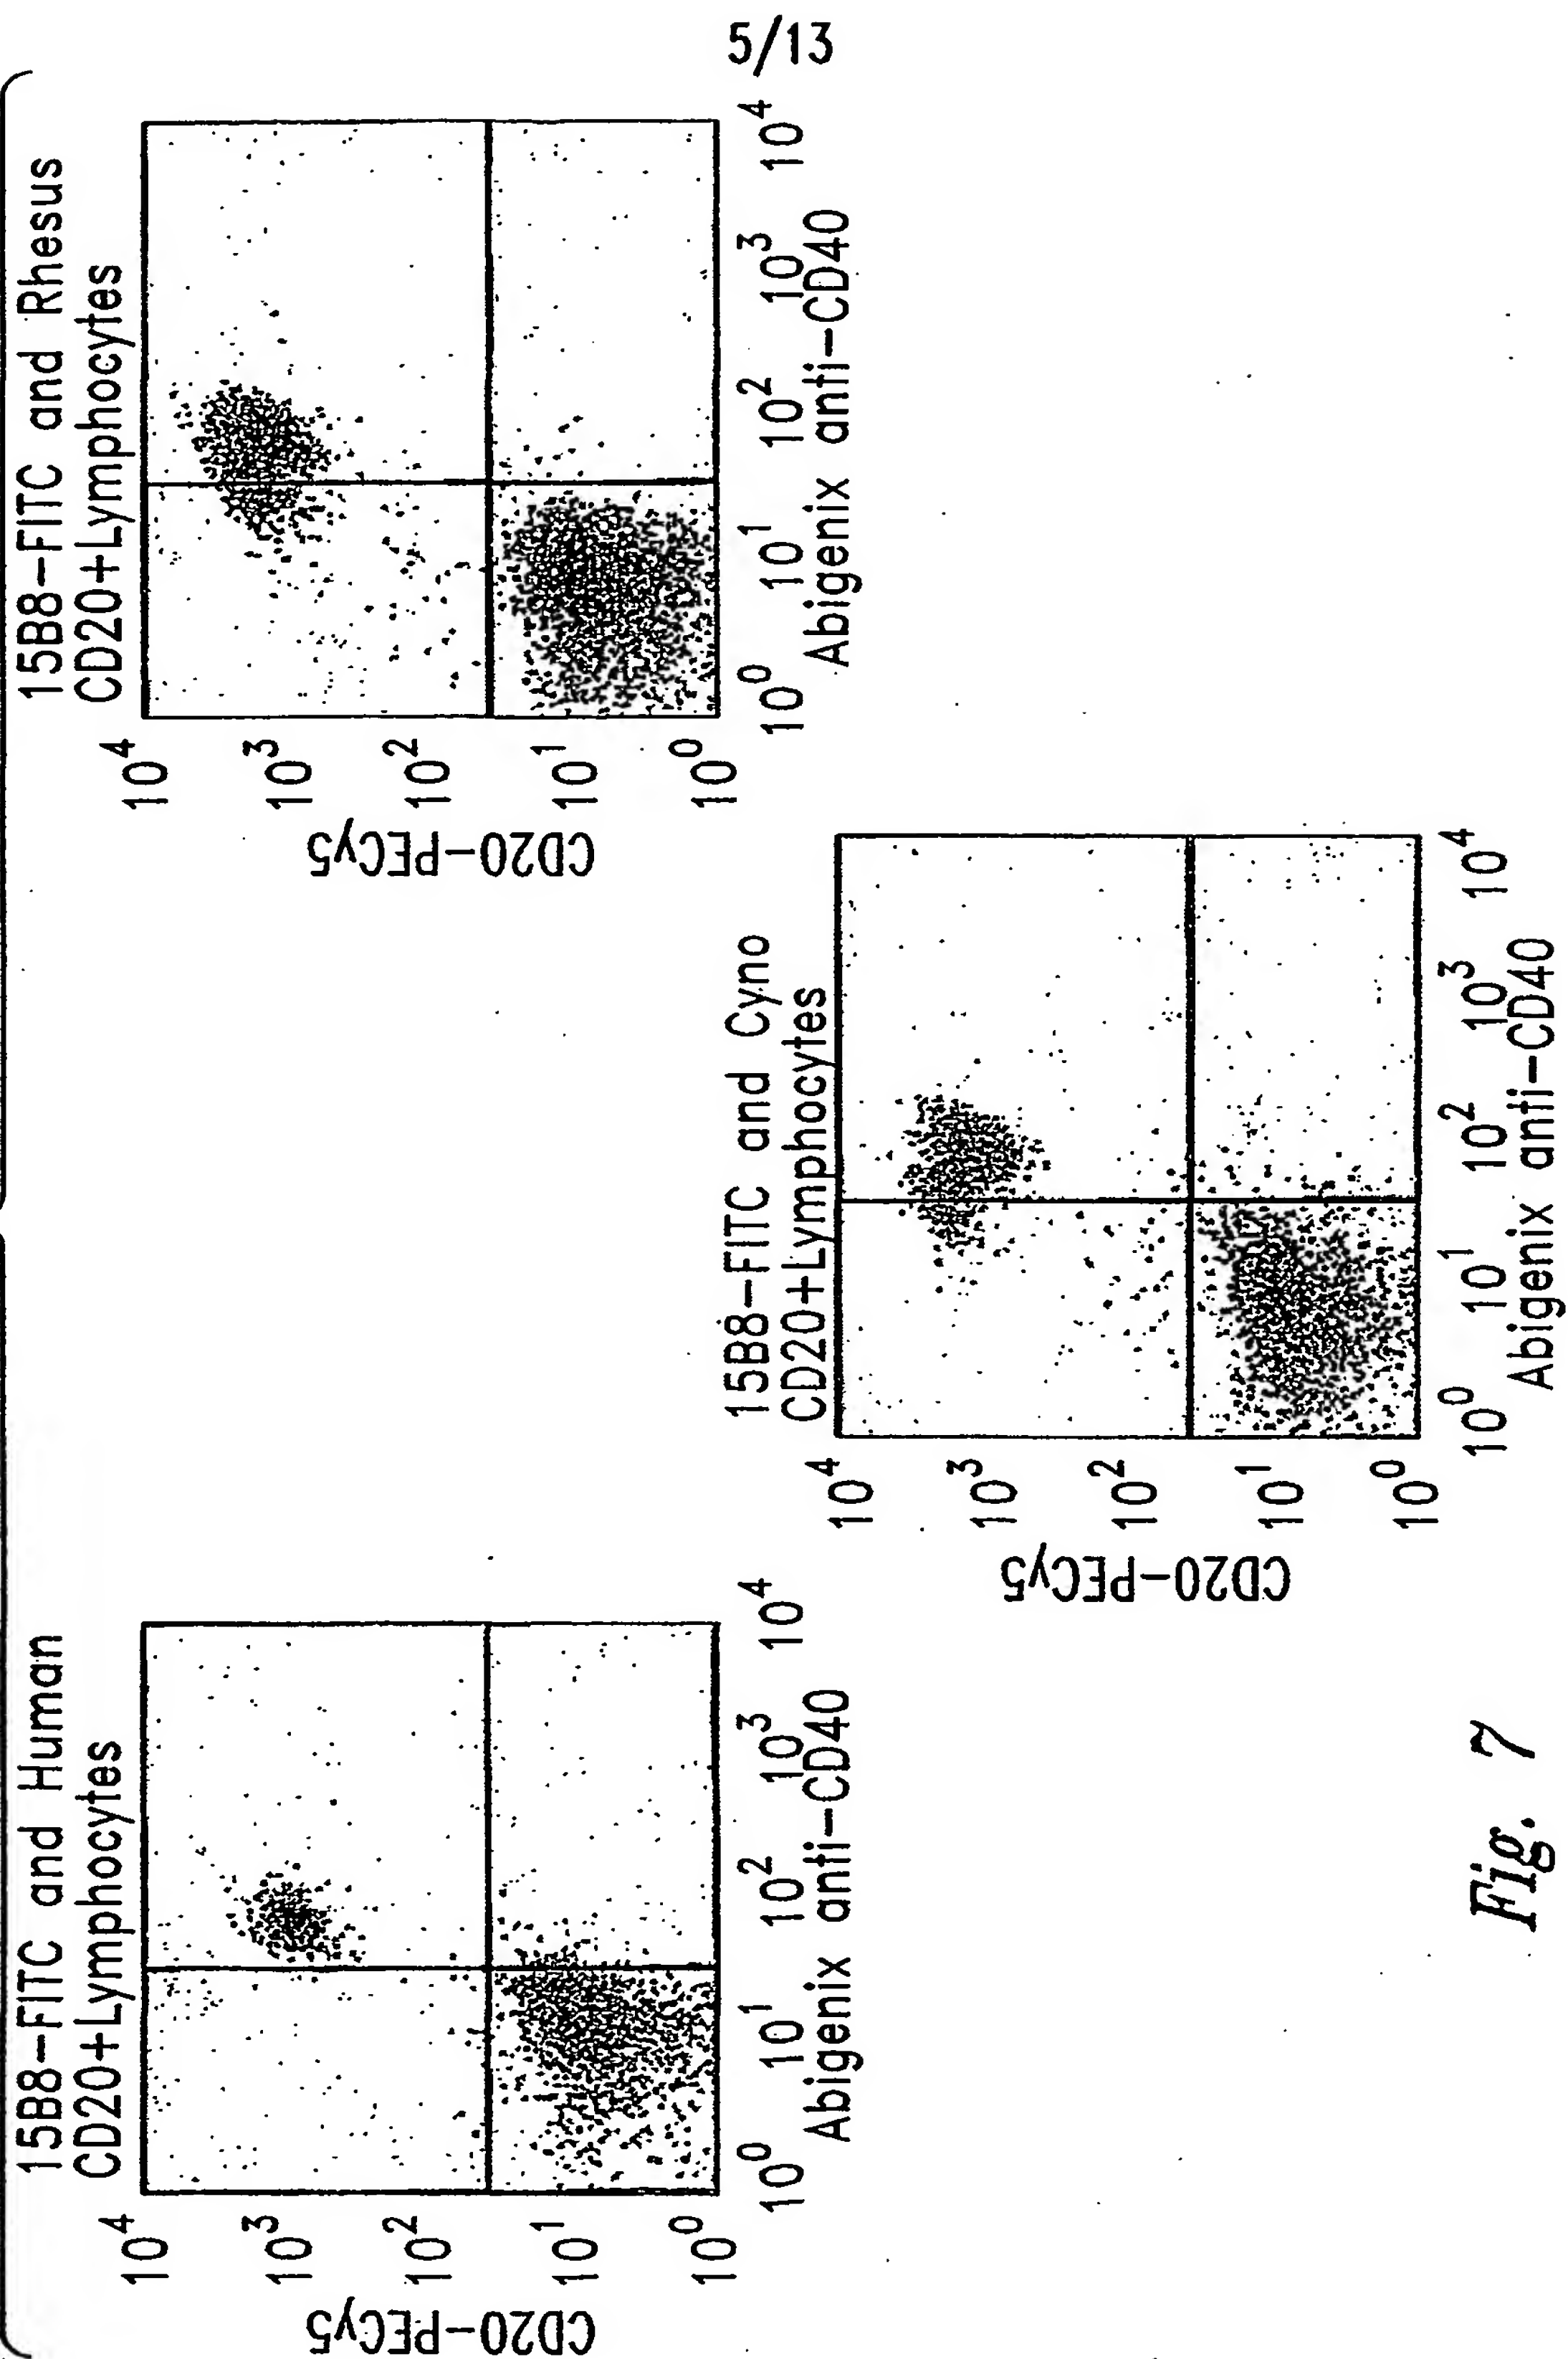 5/13
15B8-FITC and Human
CD20+Lymphocytes
CD20-PECy5
10^4
10^3
10^2
10^1
10^0
10^0 10^1 10^2 10^3 10^4
Abigenix anti-CD40
15B8-FITC and Rhesus
CD20+Lymphocytes
CD20-PECy5
10^4
10^3
10^2
10^1
10^0
10^0 10^1 10^2 10^3 10^4
Abigenix anti-CD40
15B8-FITC and Cyno
CD20+Lymphocytes
CD20-PECy5
10^4
10^3
10^2
10^1
10^0
10^0 10^1 10^2 10^3 10^4
Abigenix anti-CD40
Fig. 7